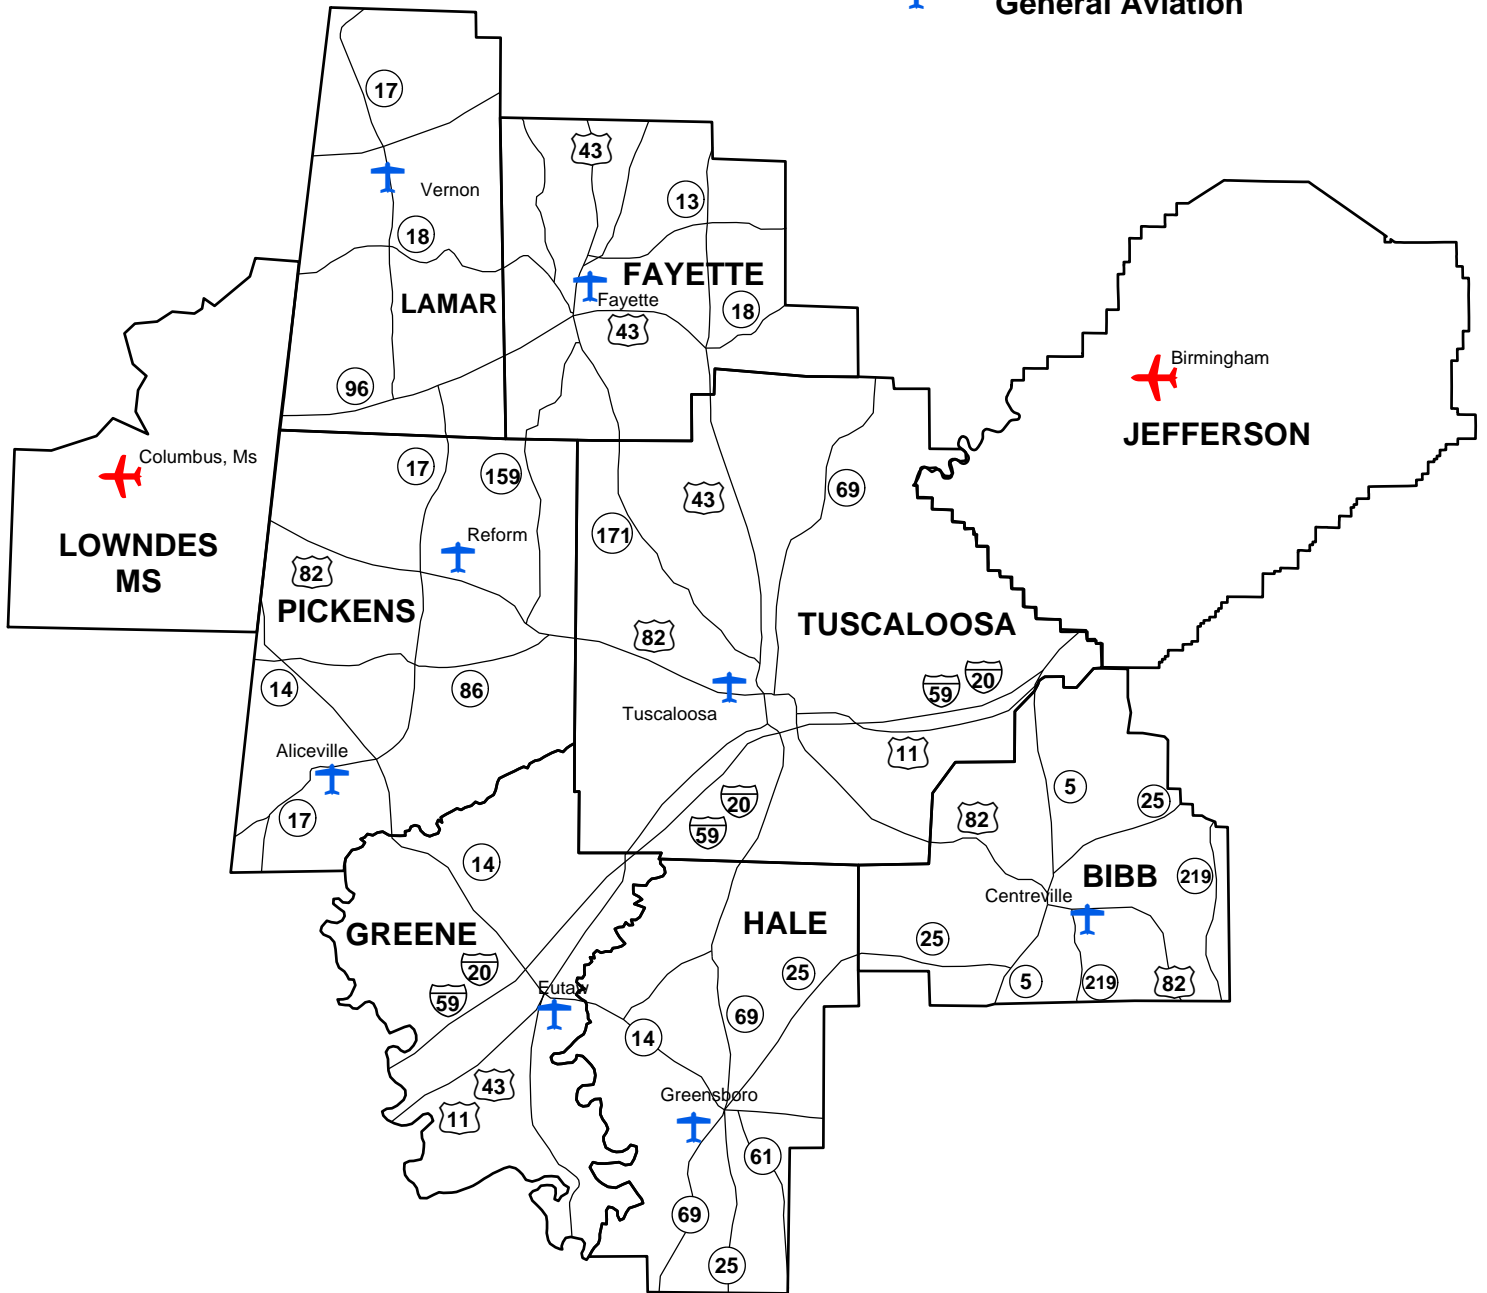 General Aviation
17
43
13
Vernon
18
FAYETTE
LAMAR
Fayette
18
43
Birmingham
96
JEFFERSON
Columbus, Ms
17
159
69
43
LOWNDES
MS
Reform
171
82
PICKENS
82
TUSCALOOSA
14
86
59
20
Tuscaloosa
Aliceville
11
5
25
20
17
59
82
14
219
BIBB
Centreville
GREENE
HALE
25
20
25
5
219
82
59
Eutaw
69
14
43
Greensboro
11
61
69
25